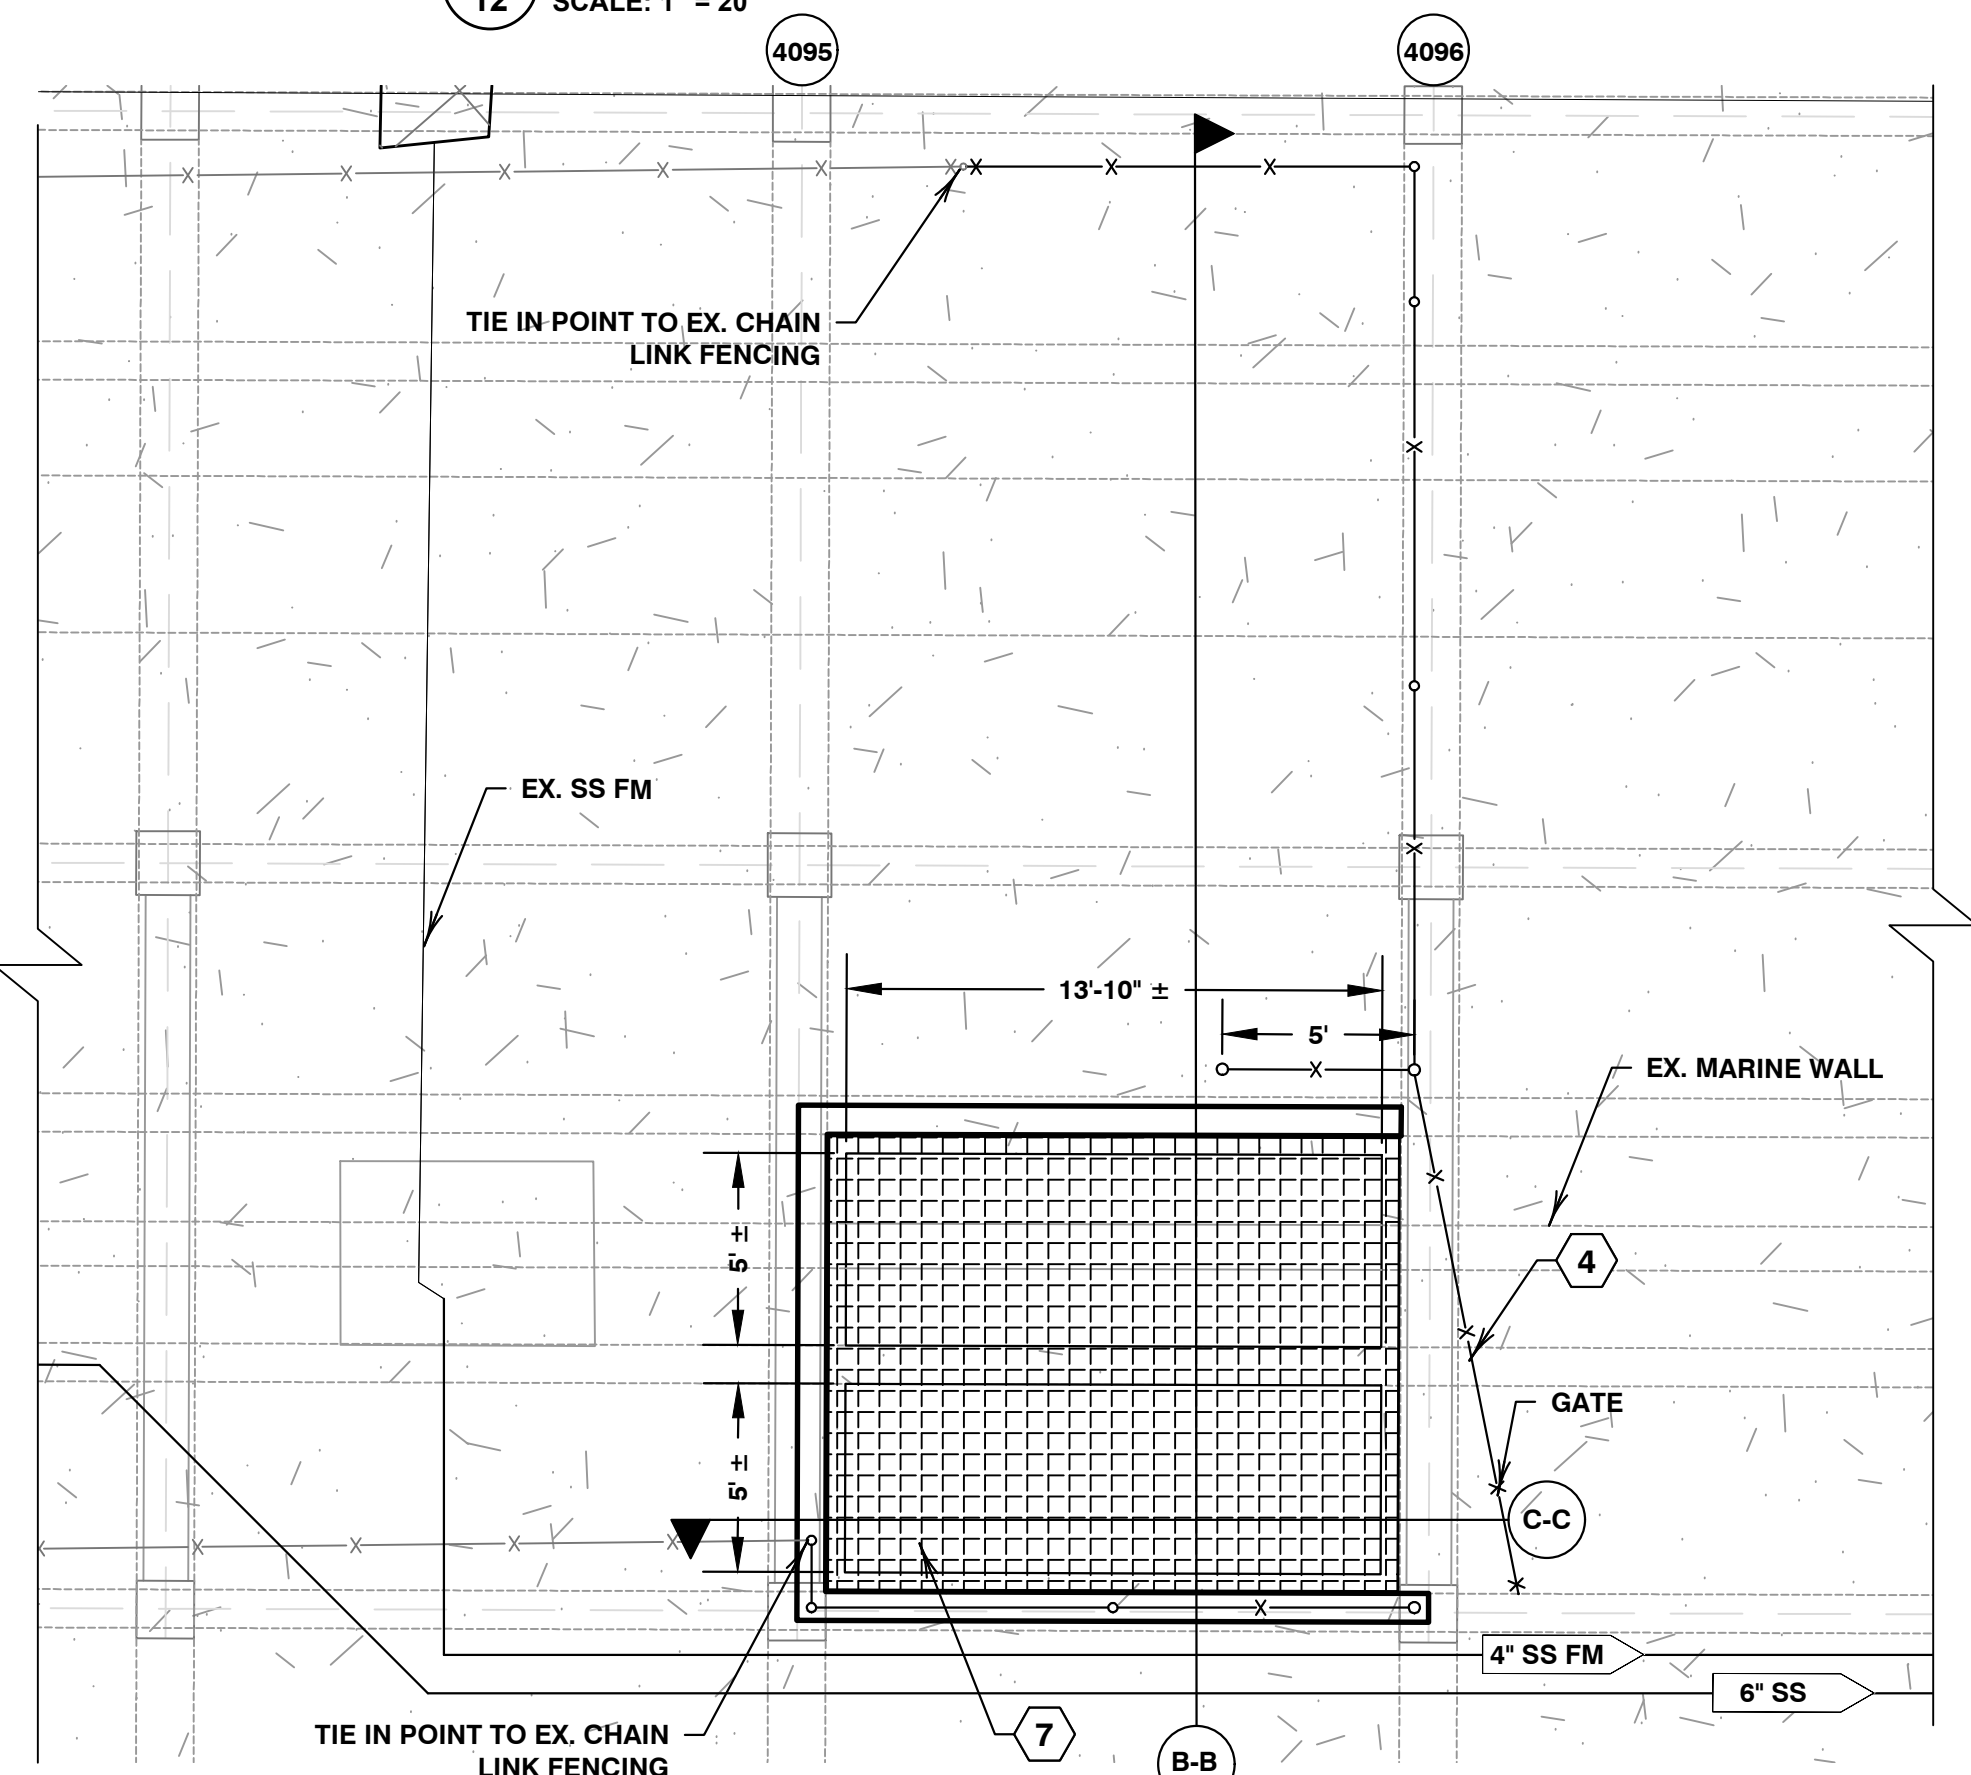 12 SCALE: 1" = 20'
4095
4096
TIE IN POINT TO EX. CHAIN
LINK FENCING
EX. SS FM
13'-10" ±
5'
EX. MARINE WALL
5' ±
4
GATE
5' ±
C-C
4" SS FM
6" SS
TIE IN POINT TO EX. CHAIN
LINK FENCING
7
B-B